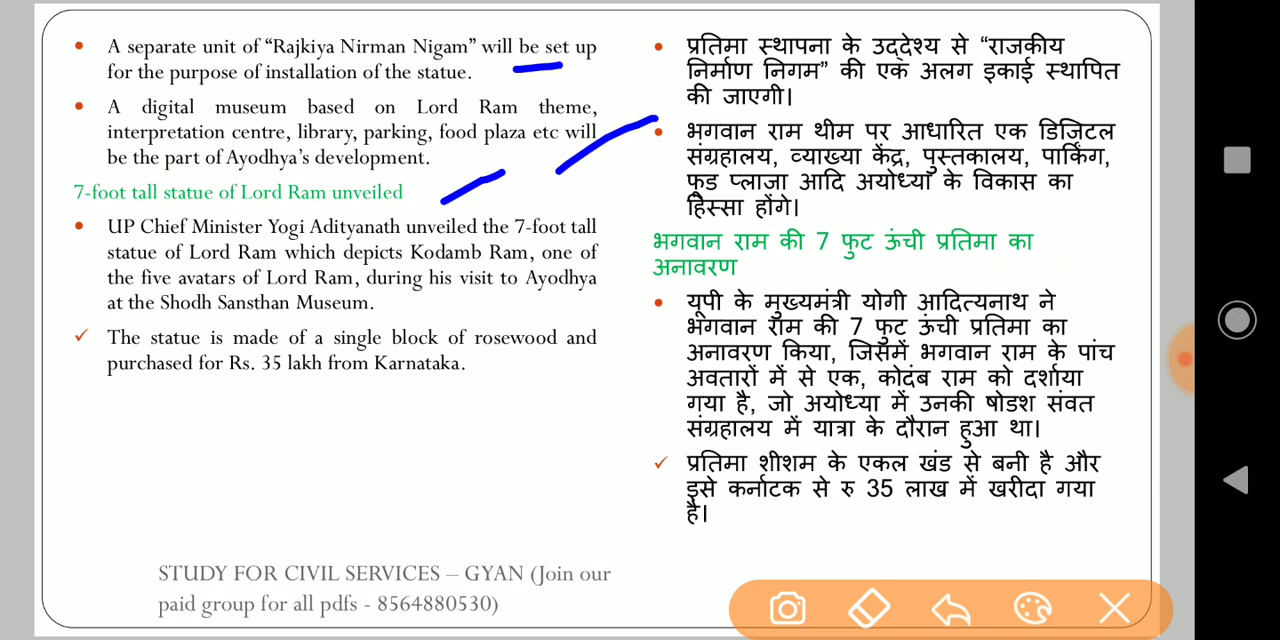 • A separate unit of “Rajkiya Nirman Nigam” will be set up
for the purpose of installation of the statue.
• A digital museum based on Lord Ram theme,
interpretation centre, library, parking, food plaza etc will
be the part of Ayodhya’s development.
7-foot tall statue of Lord Ram unveiled
• UP Chief Minister Yogi Adityanath unveiled the 7-foot tall
statue of Lord Ram which depicts Kodamb Ram, one of
the five avatars of Lord Ram, during his visit to Ayodhya
at the Shodh Sansthan Museum.
✓ The statue is made of a single block of rosewood and
purchased for Rs. 35 lakh from Karnataka.
• प्रतिमा स्थापना के उद्देश्य से “राजकीय
निर्माण निगम” की एक अलग इकाई स्थापित
की जाएगी।
• भगवान राम थीम पर आधारित एक डिजिटल
संग्रहालय, व्याख्या केंद्र, पुस्तकालय, पार्किंग,
फूड प्लाजा आदि अयोध्या के विकास का
हिस्सा होंगे।
भगवान राम की 7 फुट ऊंची प्रतिमा का
अनावरण
• यूपी के मुख्यमंत्री योगी आदित्यनाथ ने
भगवान राम की 7 फुट ऊंची प्रतिमा का
अनावरण किया, जिसमें भगवान राम के पांच
अवतारों में से एक, कोदंब राम को दर्शाया
गया है, जो अयोध्या में उनकी षोडश संवत
संग्रहालय में यात्रा के दौरान हुआ था।
✓ प्रतिमा शीशम के एकल खंड से बनी है और
इसे कर्नाटक से रु 35 लाख में खरीदा गया
है।
STUDY FOR CIVIL SERVICES – GYAN (Join our
paid group for all pdfs - 8564880530)